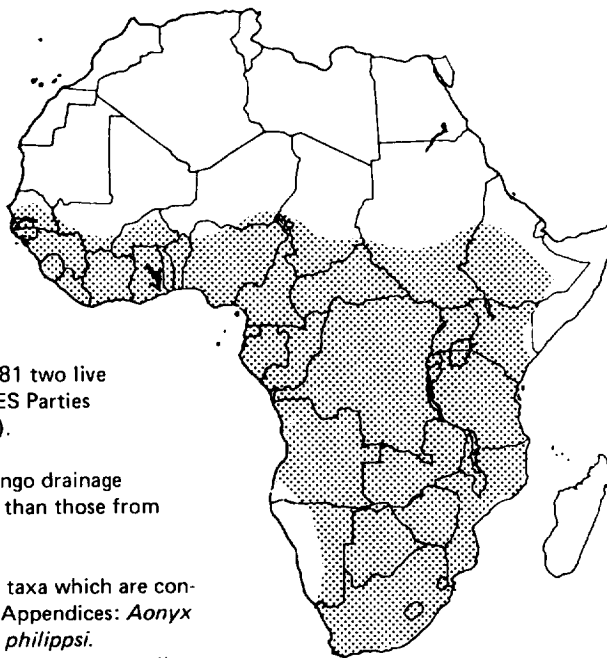 81 two live
ES Parties
).
ngo drainage
than those from
taxa which are con-
Appendices: Aonyx
philippsi.